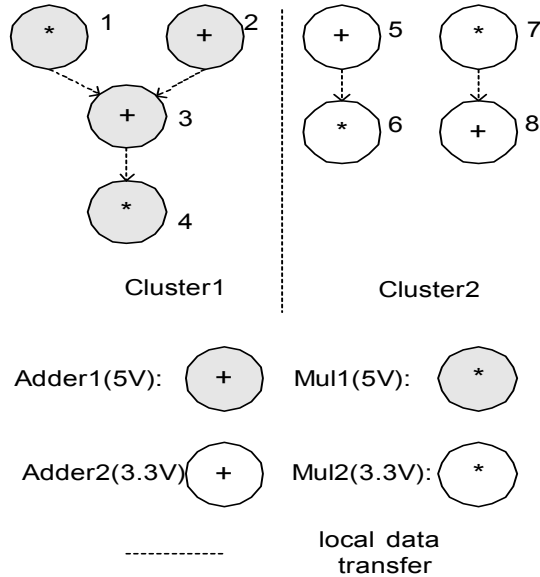 * 1 + 2 + 5 * 7
+ 3 * 6 + 8
* 4
Cluster1 Cluster2
Adder1(5V): + Mul1(5V): *
Adder2(3.3V) + Mul2(3.3V): *
local data
transfer